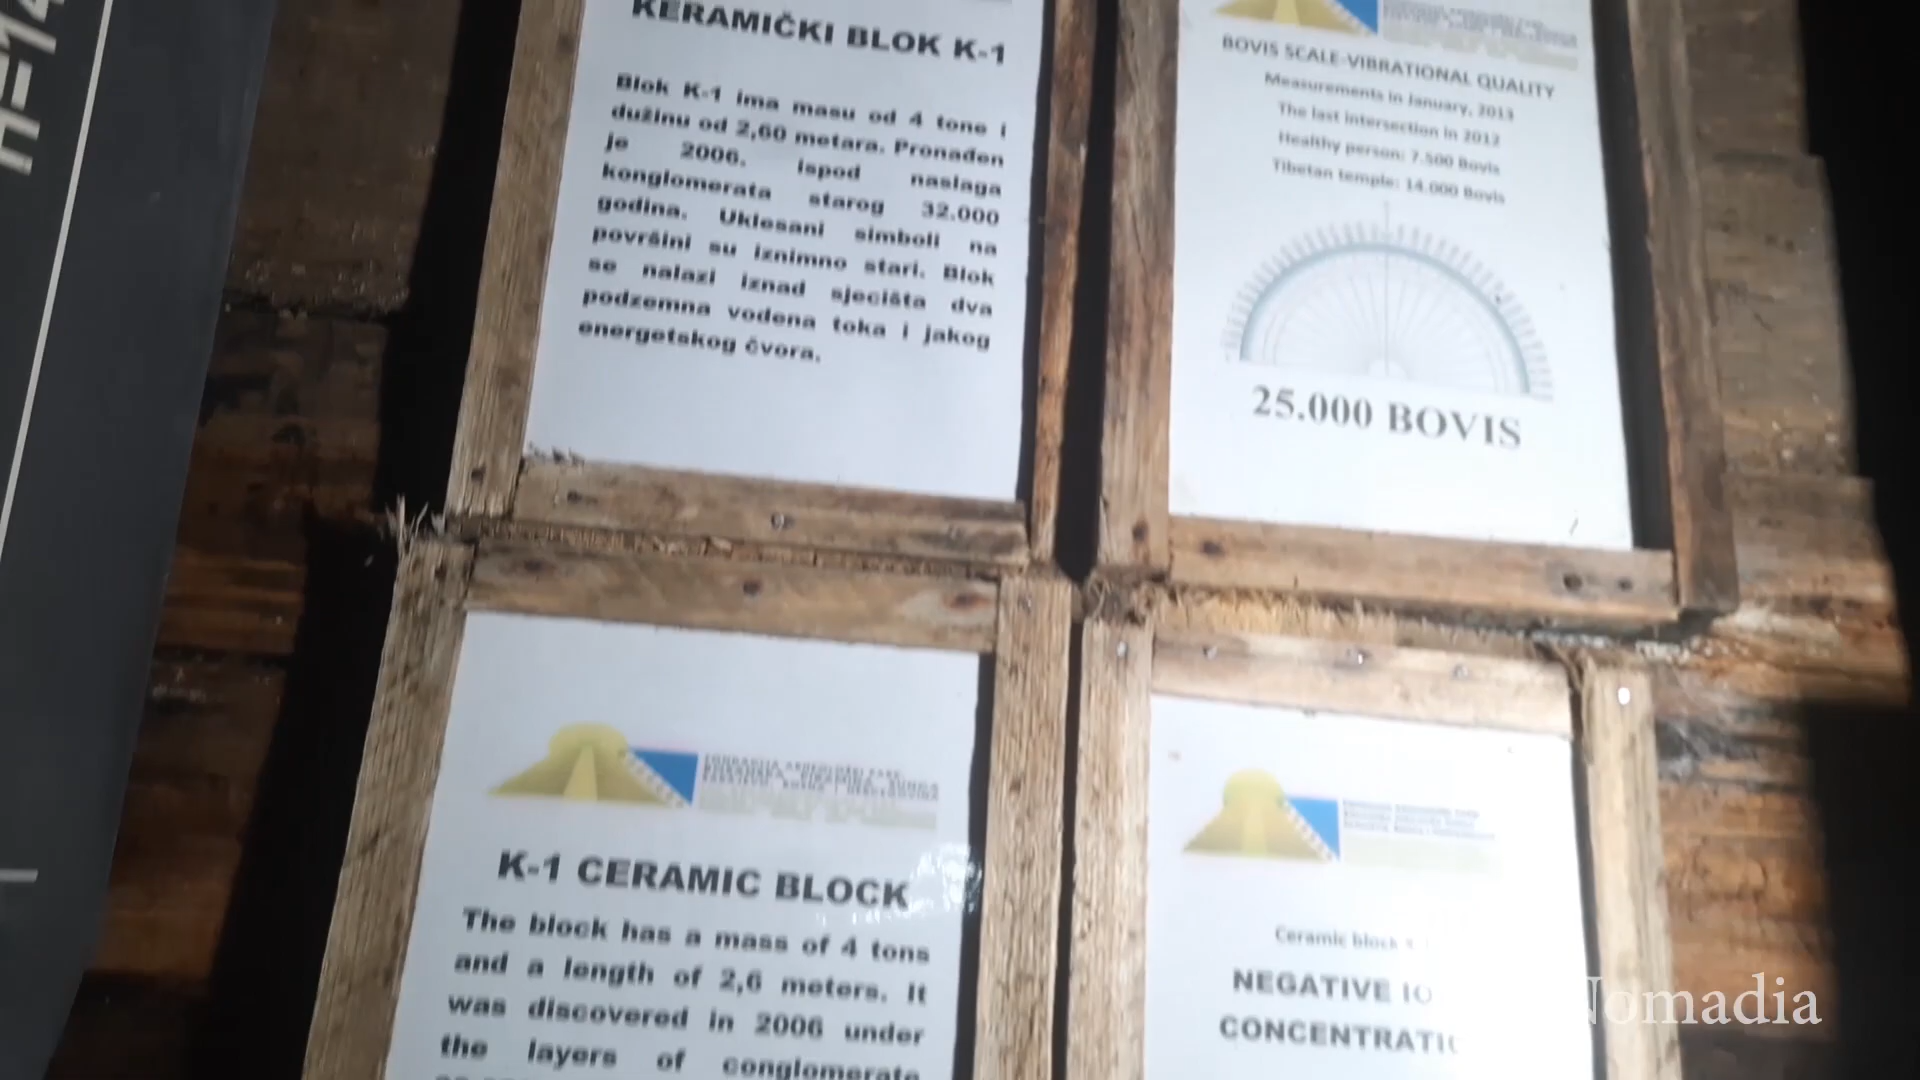 KERAMIČKI BLOK K-1
Blok K-1 ima masu od 4 tone i
dužinu od 2,60 metara. Pronađen
je 2006. ispod naslaga
konglomerata starog 32.000
godina. Uklesani simboli na
površini su iznimno stari. Blok
se nalazi iznad sjecišta dva
podzemna vodena toka i jakog
energetskog čvora.
BOVIS SCALE-VIBRATIONAL QUALITY
Measurements in January, 2013
The last intersection in 2012
Healthy person: 7.500 Bovis
Tibetan temple: 14.000 Bovis
25.000 BOVIS
K-1 CERAMIC BLOCK
The block has a mass of 4 tons
and a length of 2,6 meters. It
was discovered in 2006 under
the layers of conglomerate
Ceramic block
NEGATIVE
Nomadia